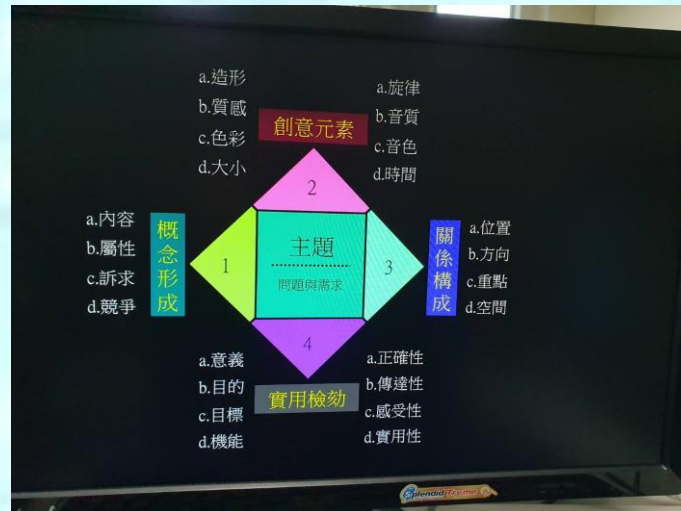 a.造形
b.質感
c.色彩
d.大小
創意元素
a.旋律
b.音質
c.音色
d.時間
2
a.內容
b.屬性
c.訴求
d.競爭
概念形成
1
主題
問題與需求
3
關係構成
a.位置
b.方向
c.重點
d.空間
4
a.意義
b.目的
c.目標
d.機能
實用檢効
a.正確性
b.傳達性
c.感受性
d.實用性
Splendid